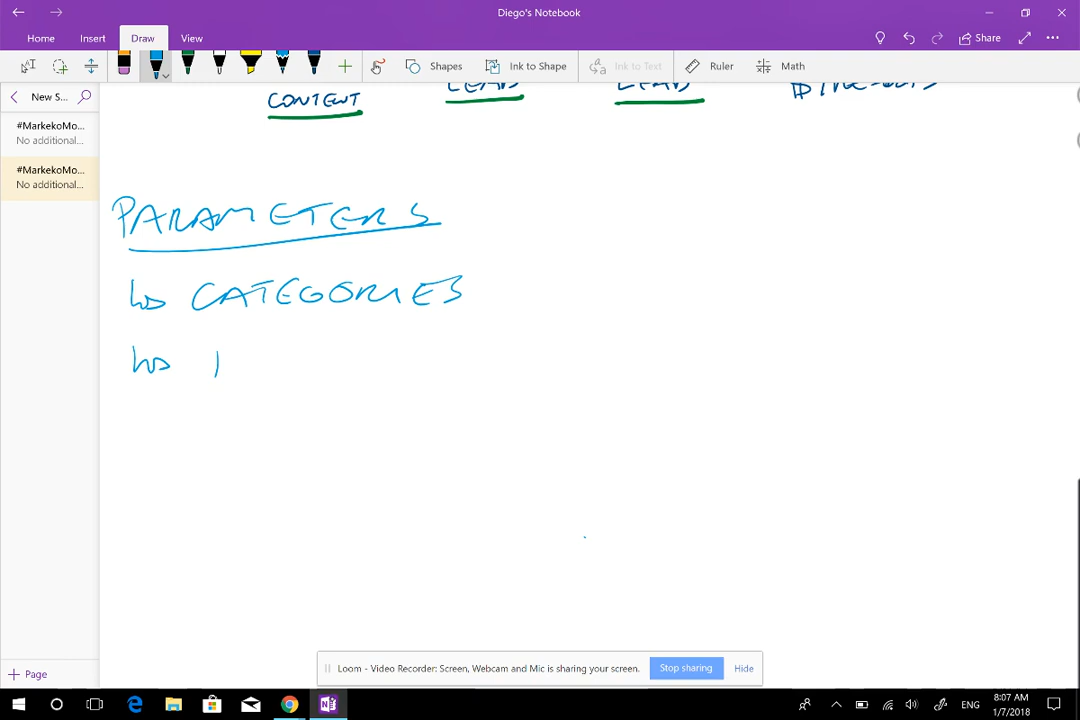 Diego's Notebook
Home Insert Draw View
Share
Shapes Ink to Shape Ink to Text Ruler Math
New S...
#MarkekoMo...
No additional...
#MarkekoMo...
No additional...
CONTENT LEADS LEADS
PARAMETERS
CATEGORIES
+ Page
Loom - Video Recorder: Screen, Webcam and Mic is sharing your screen. Stop sharing Hide
ENG
8:07 AM
1/7/2018